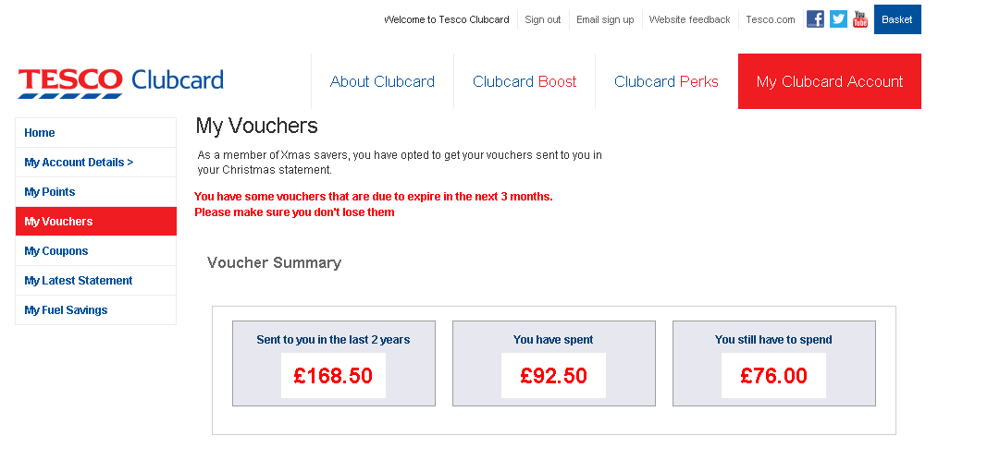 Welcome to Tesco Clubcard Sign out Email sign up Website feedback Tesco.com You Tube Basket
TESCO Clubcard About Clubcard Clubcard Boost Clubcard Perks My Clubcard Account
My Vouchers
Home
My Account Details >
My Points
My Vouchers
My Coupons
My Latest Statement
My Fuel Savings
As a member of Xmas savers, you have opted to get your vouchers sent to you in
your Christmas statement.
You have some vouchers that are due to expire in the next 3 months.
Please make sure you don't lose them
Voucher Summary
Sent to you in the last 2 years You have spent You still have to spend
£168.50 £92.50 £76.00